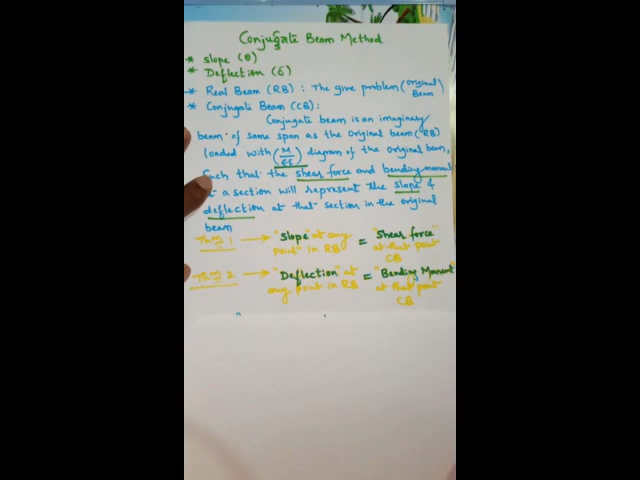 Conjugate Beam Method
* Slope (θ)
* Deflection (δ)
* Real Beam (RB) : The give problem (original Beam)
* Conjugate Beam (CB) :
Conjugate beam is an imaginery
beam of same span as the original beam (RB)
loaded with (M/EI) diagram of the original beam,
Such that the shear force and bending moment
at a section will represent the slope &
deflection at that section in the original
beam
Thm 1 → "Slope" at any point" in RB = "Shear force" at that point CB
Thm 2 → "Deflection" at any point in RB = "Bending Moment" at that point CB